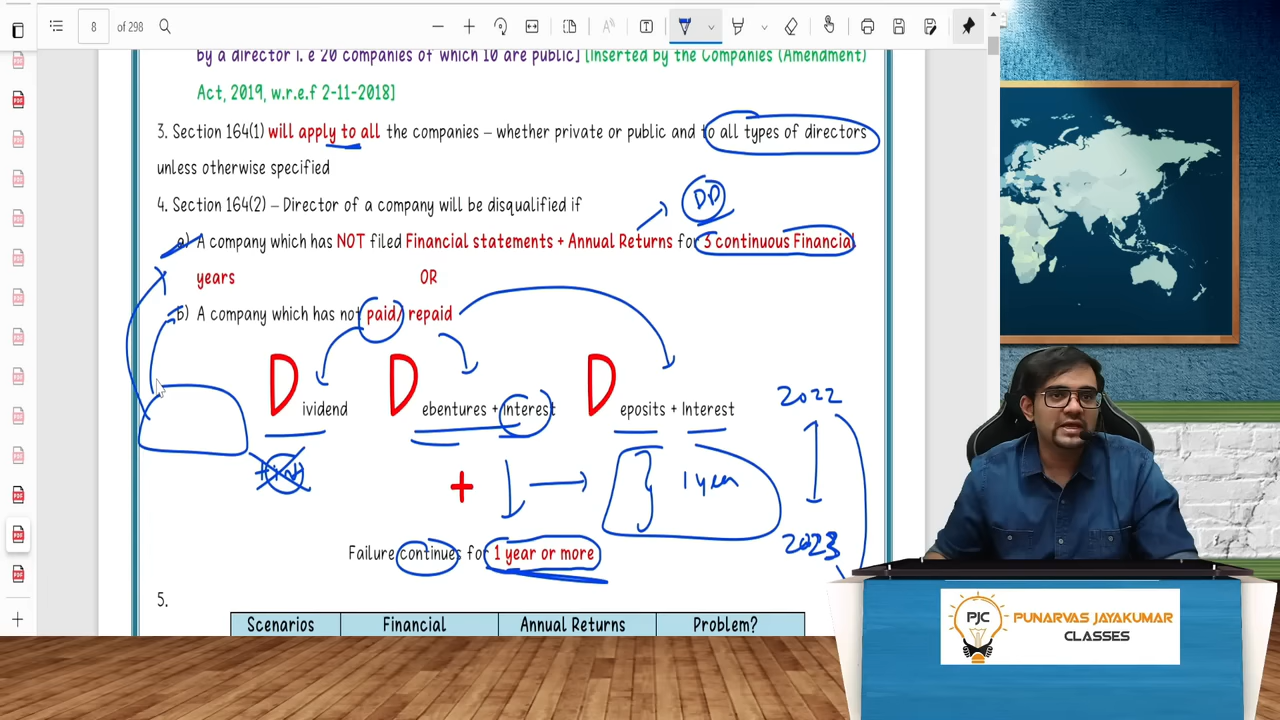 8 of 298
by a director i. e 20 companies of which 10 are public] [Inserted by the Companies (Amendment)
Act, 2019, w.r.e.f 2-11-2018]
3. Section 164(1) will apply to all the companies – whether private or public and to all types of directors
unless otherwise specified
4. Section 164(2) – Director of a company will be disqualified if
DD
a) A company which has NOT filed Financial statements + Annual Returns for 3 continuous Financial
years OR
b) A company which has not paid/ repaid
Dividend Debentures + Interest Deposits + Interest
2022
+ 1 year
2023
Failure continues for 1 year or more
5.
Scenarios Financial Annual Returns Problem?
PJC PUNARVAS JAYAKUMAR
CLASSES